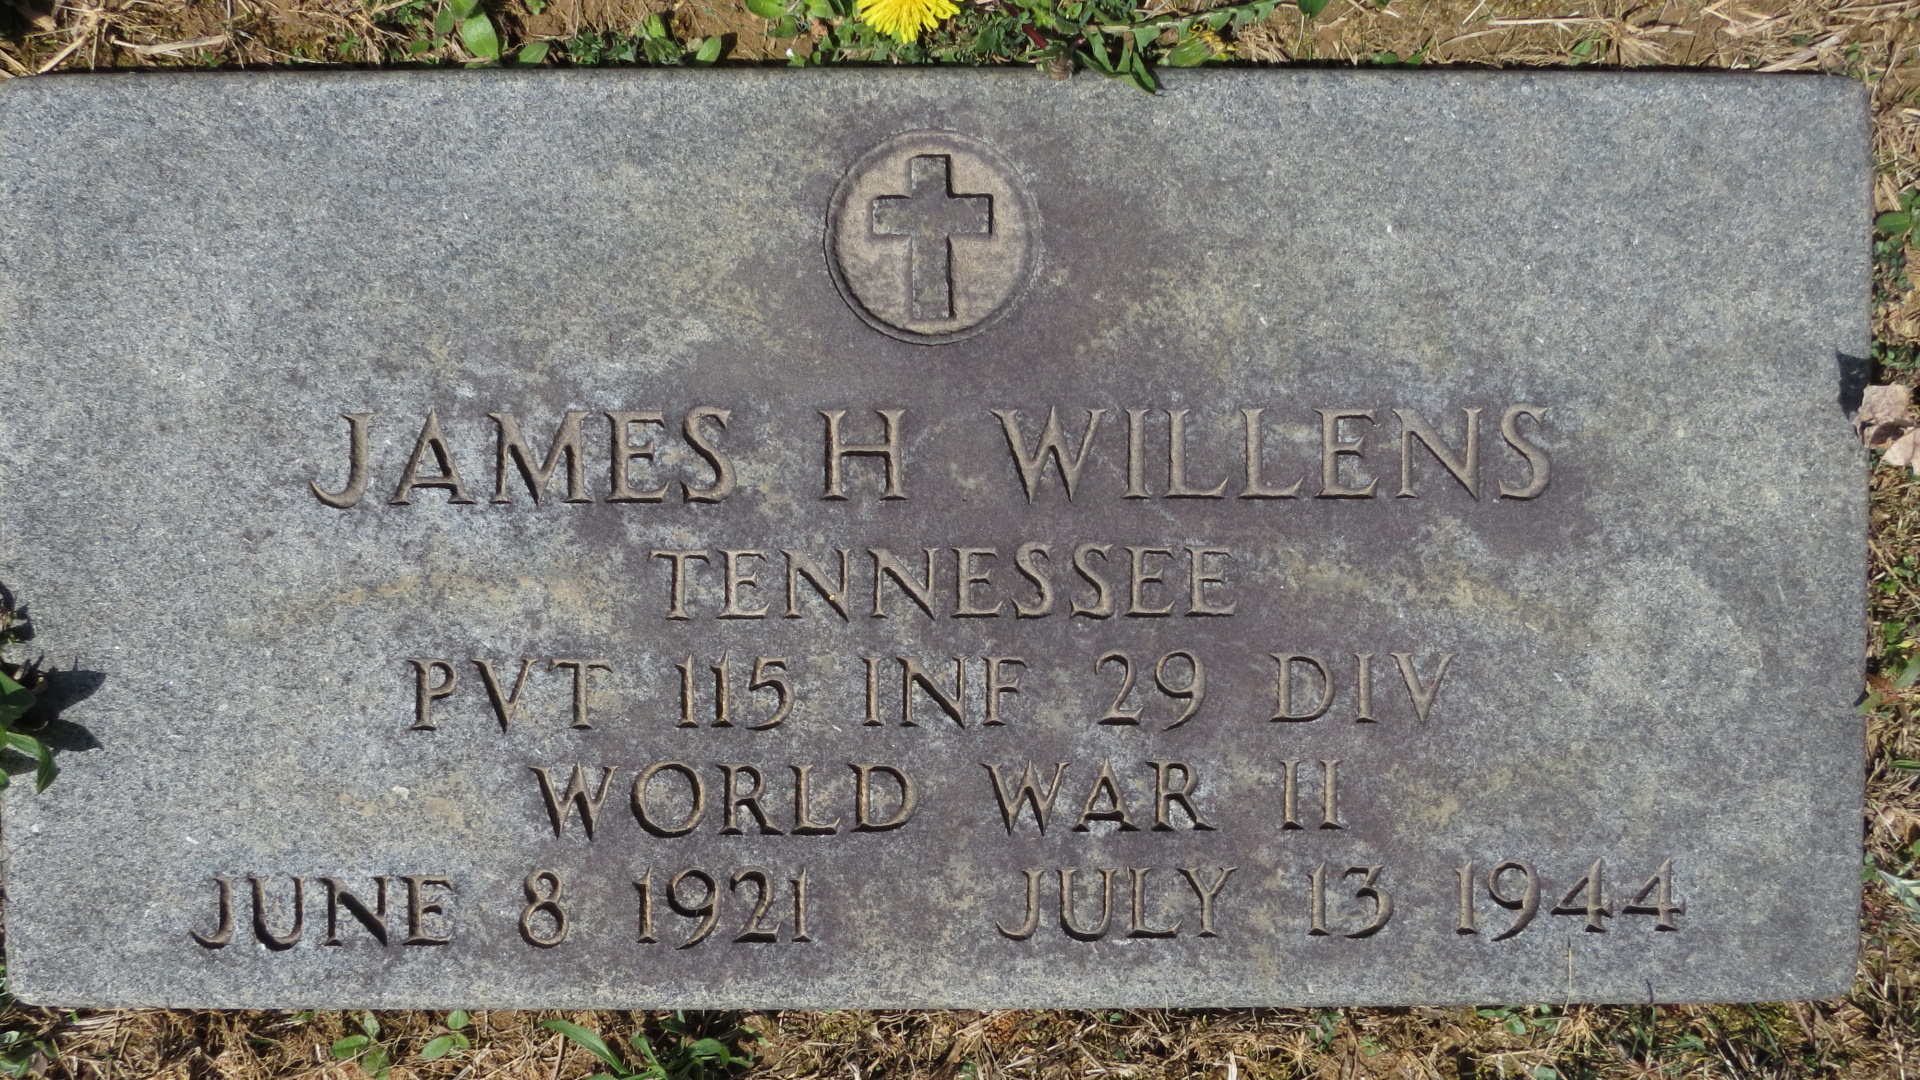 JAMES H WILLENS
TENNESSEE
PVT 115 INF 29 DIV
WORLD WAR II
JUNE 8 1921 JULY 13 1944